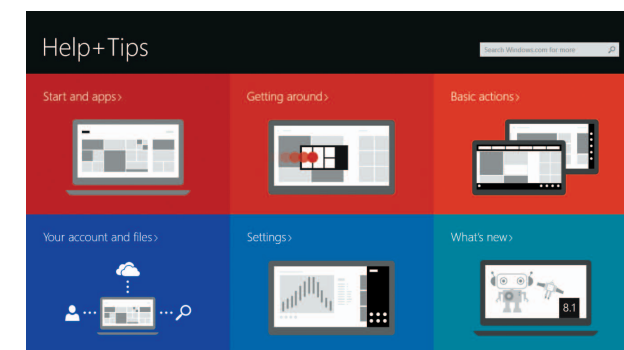 Help+Tips
Search Windows.com for more
Start and apps>
Getting around>
Basic actions>
Your account and files>
Settings>
What's new>
8.1